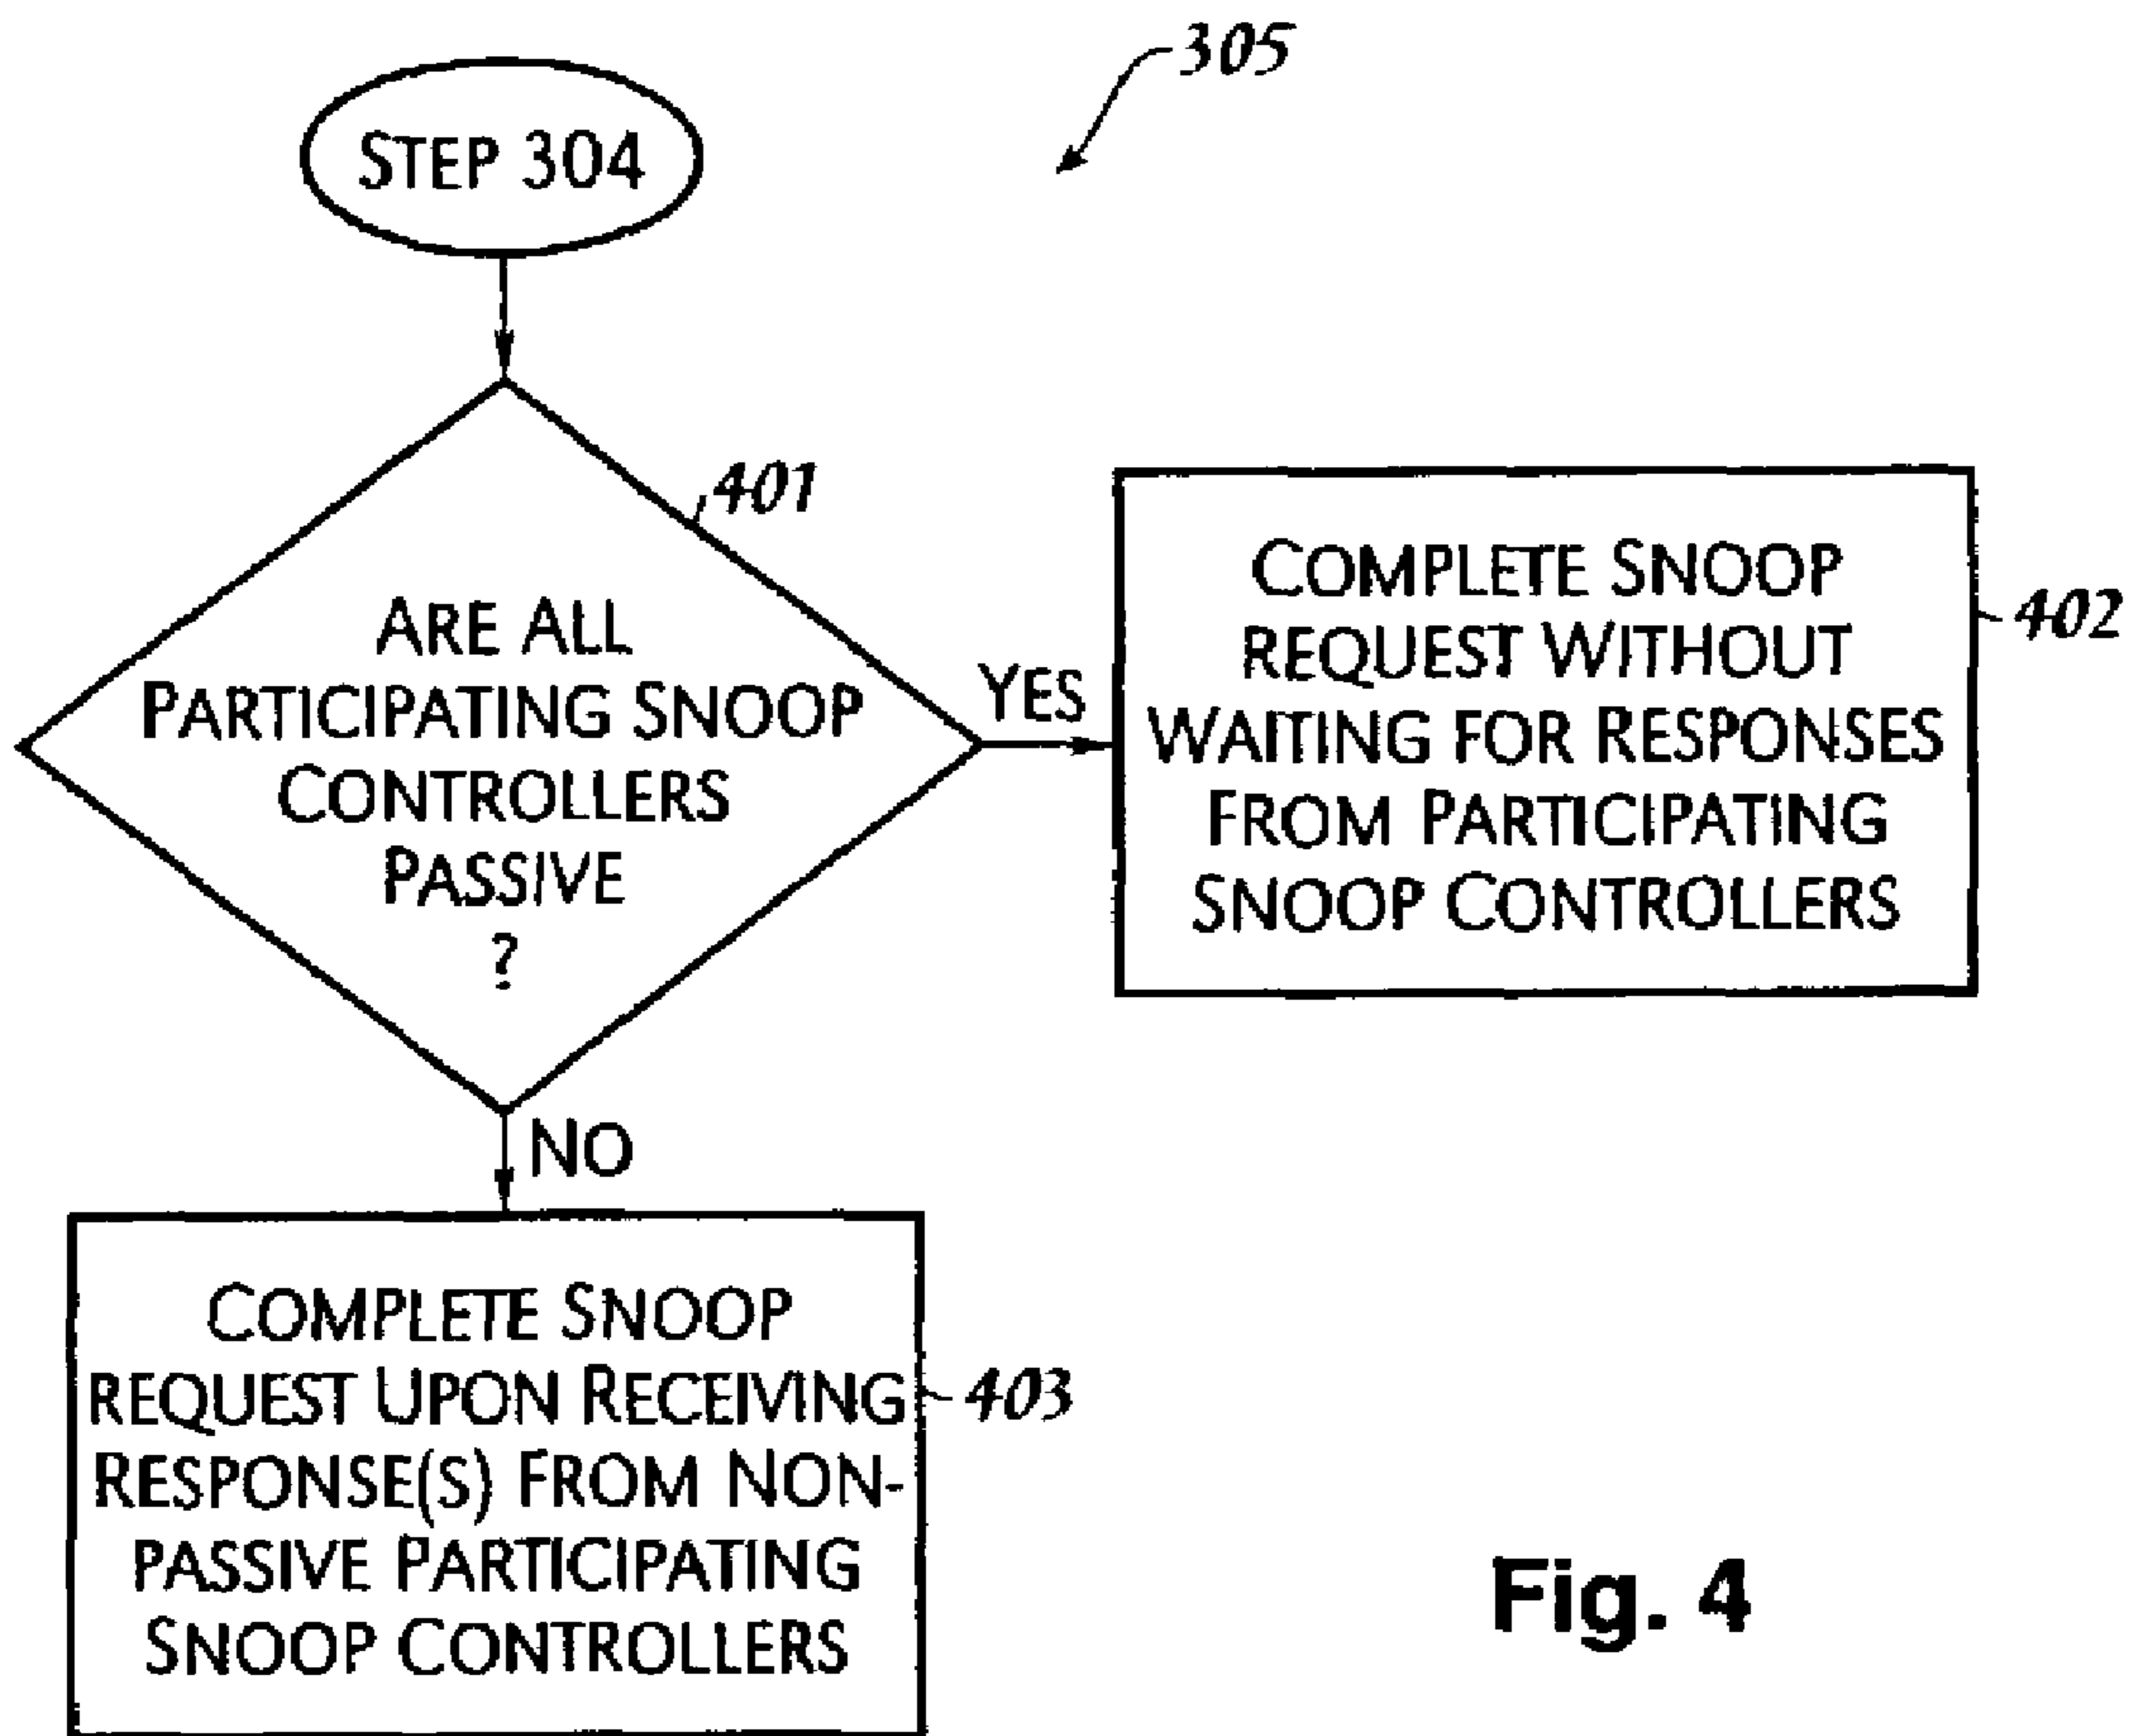 305
STEP 304
401
ARE ALL
PARTICIPATING SNOOP
CONTROLLERS
PASSIVE
?
YES
COMPLETE SNOOP
REQUEST WITHOUT
WAITING FOR RESPONSES
FROM PARTICIPATING
SNOOP CONTROLLERS
402
NO
COMPLETE SNOOP
REQUEST UPON RECEIVING
RESPONSE(S) FROM NON-
PASSIVE PARTICIPATING
SNOOP CONTROLLERS
403
Fig. 4